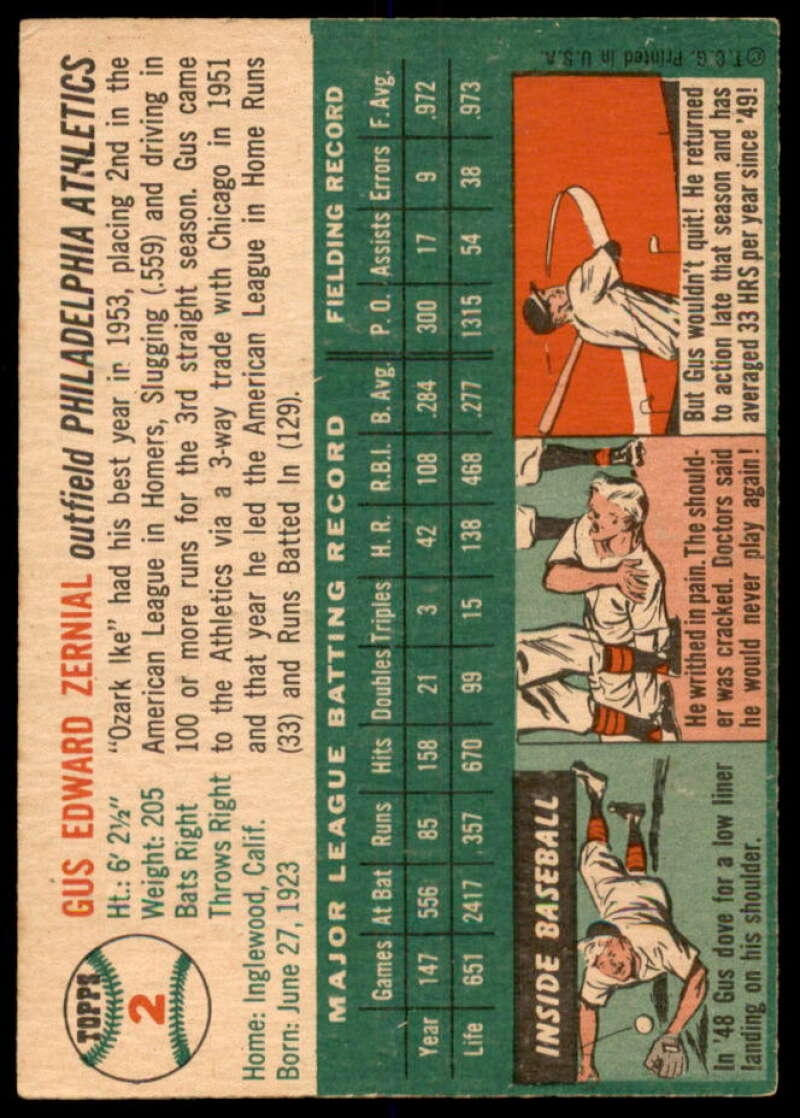 TOPPS
2
GUS EDWARD ZERNIAL outfield PHILADELPHIA ATHLETICS
Ht.: 6' 2½"
Weight: 205
Bats Right
Throws Right
Home: Inglewood, Calif.
Born: June 27, 1923
"Ozark Ike" had his best year in 1953, placing 2nd in the
American League in Homers, Slugging (.559) and driving in
100 or more runs for the 3rd straight season. Gus came
to the Athletics via a 3-way trade with Chicago in 1951
and that year he led the American League in Home Runs
(33) and Runs Batted In (129).
MAJOR LEAGUE BATTING RECORD FIELDING RECORD
Games At Bat Runs Hits Doubles Triples H. R. R.B.I. B. Avg. P. O. Assists Errors F. Avg.
Year 147 556 85 158 21 3 42 108 .284 300 17 9 .972
Life 651 2417 357 670 99 15 138 468 .277 1315 54 38 .973
INSIDE BASEBALL
In '48 Gus dove for a low liner
landing on his shoulder.
He writhed in pain. The should-
er was cracked. Doctors said
he would never play again!
But Gus wouldn't quit! He returned
to action late that season and has
averaged 33 HRS per year since '49!
© T. C. G. Printed in U. S. A.